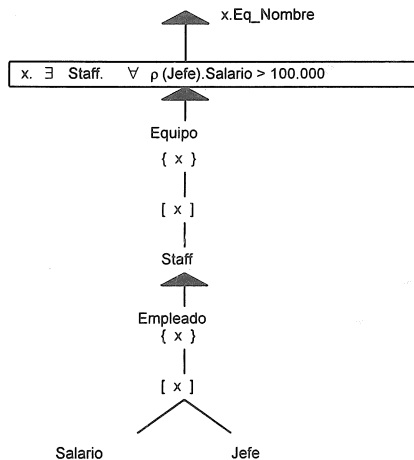 x.Eq_Nombre
x. ∃ Staff. ∀ ρ (Jefe).Salario > 100.000
Equipo
{ x }
[ x ]
Staff
Empleado
{ x }
[ x ]
Salario Jefe